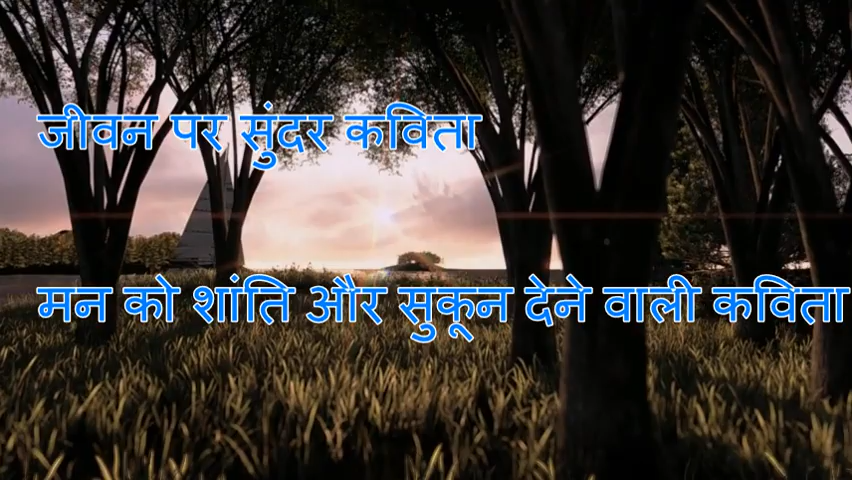 जीवन पर सुंदर कविता
मन को शांति और सुकून देने वाली कविता